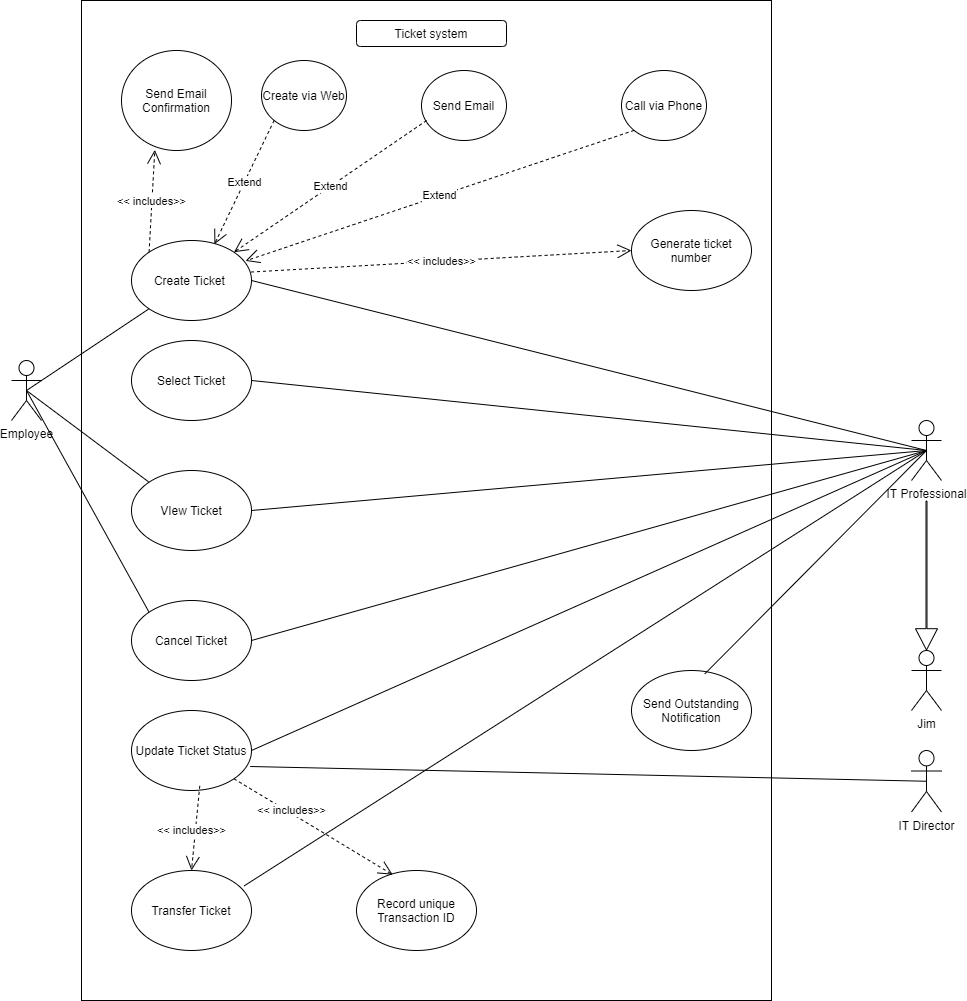 Ticket system
Send Email
Confirmation
Create via Web
Send Email
Call via Phone
Extend
Extend
Extend
<< includes>>
Generate ticket
number
<< includes>>
Create Ticket
Select Ticket
Employee
IT Professional
VIew Ticket
Cancel Ticket
Send Outstanding
Notification
Jim
Update Ticket Status
<< includes>>
<< includes>>
IT Director
Transfer Ticket
Record unique
Transaction ID